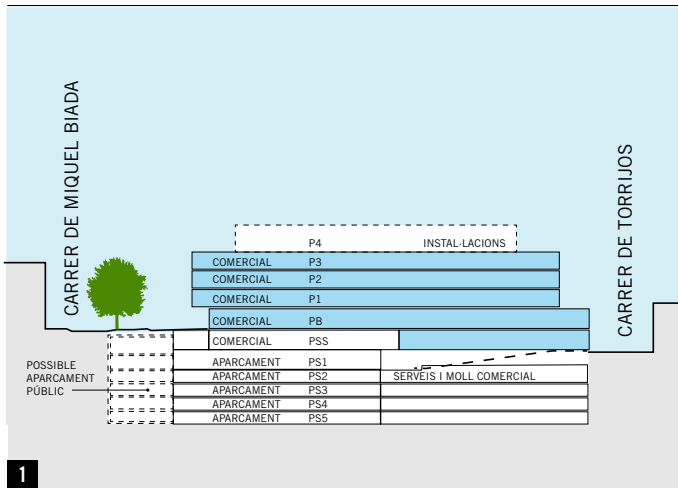 CARRER DE MIQUEL BIADA
CARRER DE TORRIJOS
P4 INSTAL·LACIONS
COMERCIAL P3
COMERCIAL P2
COMERCIAL P1
COMERCIAL PB
COMERCIAL PSS
APARCAMENT PS1
APARCAMENT PS2 SERVEIS I MOLL COMERCIAL
APARCAMENT PS3
APARCAMENT PS4
APARCAMENT PS5
POSSIBLE
APARCAMENT
PÚBLIC
1